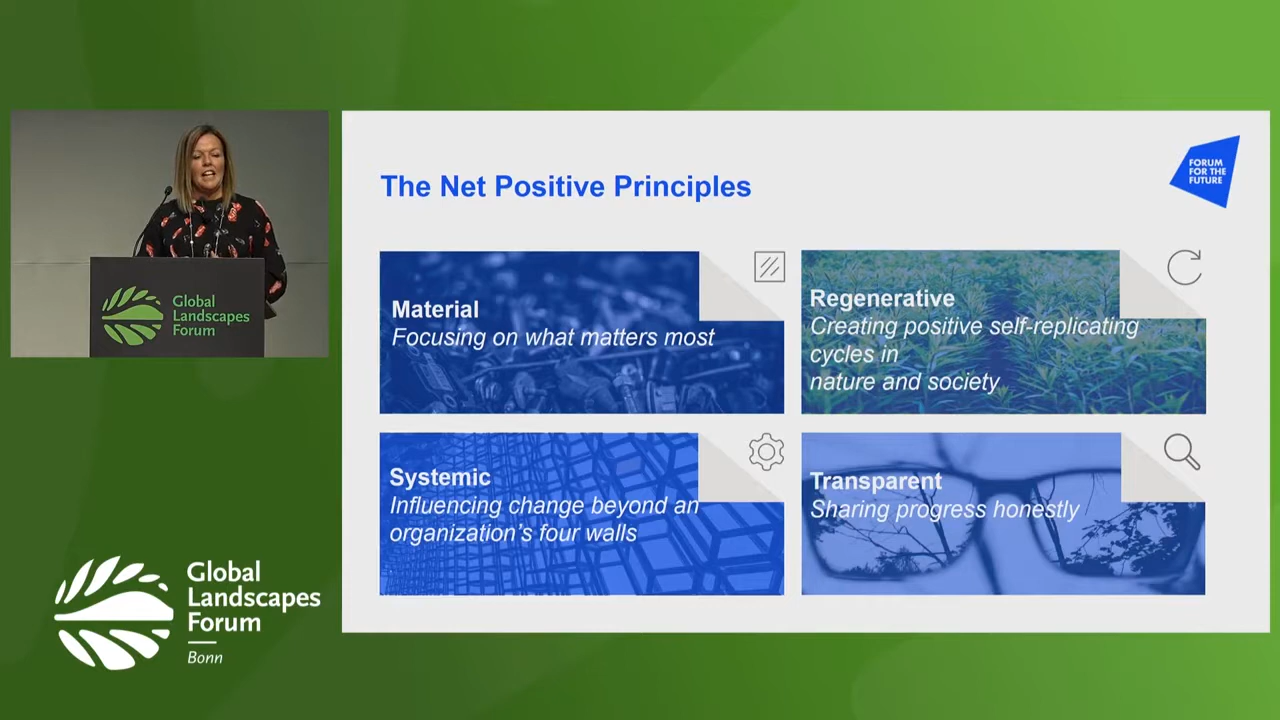 Global
Landscapes
Forum
The Net Positive Principles
FORUM
FOR THE
FUTURE
Material
Focusing on what matters most
Regenerative
Creating positive self-replicating
cycles in
nature and society
Systemic
Influencing change beyond an
organization's four walls
Transparent
Sharing progress honestly
Global
Landscapes
Forum
Bonn